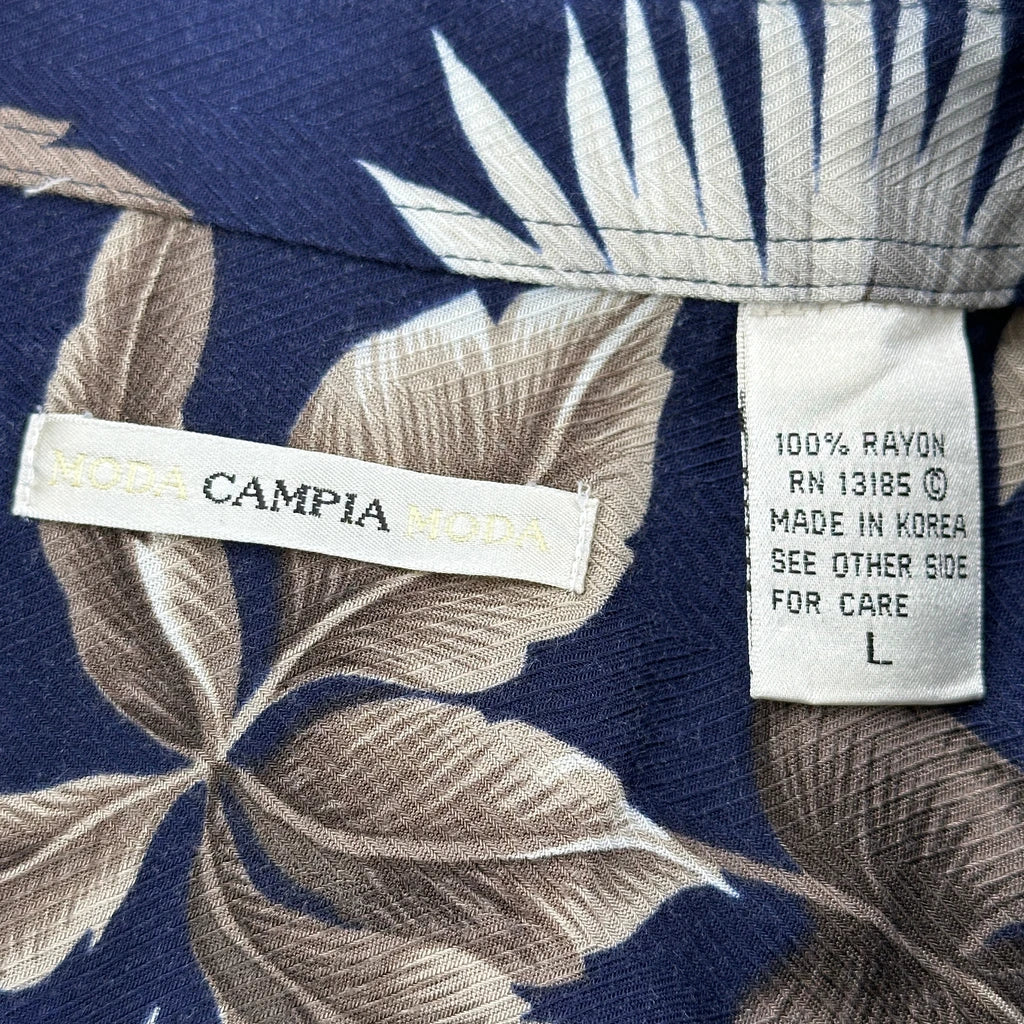 MODA CAMPIA MODA
100% RAYON
RN 13185 ©
MADE IN KOREA
SEE OTHER SIDE
FOR CARE
L